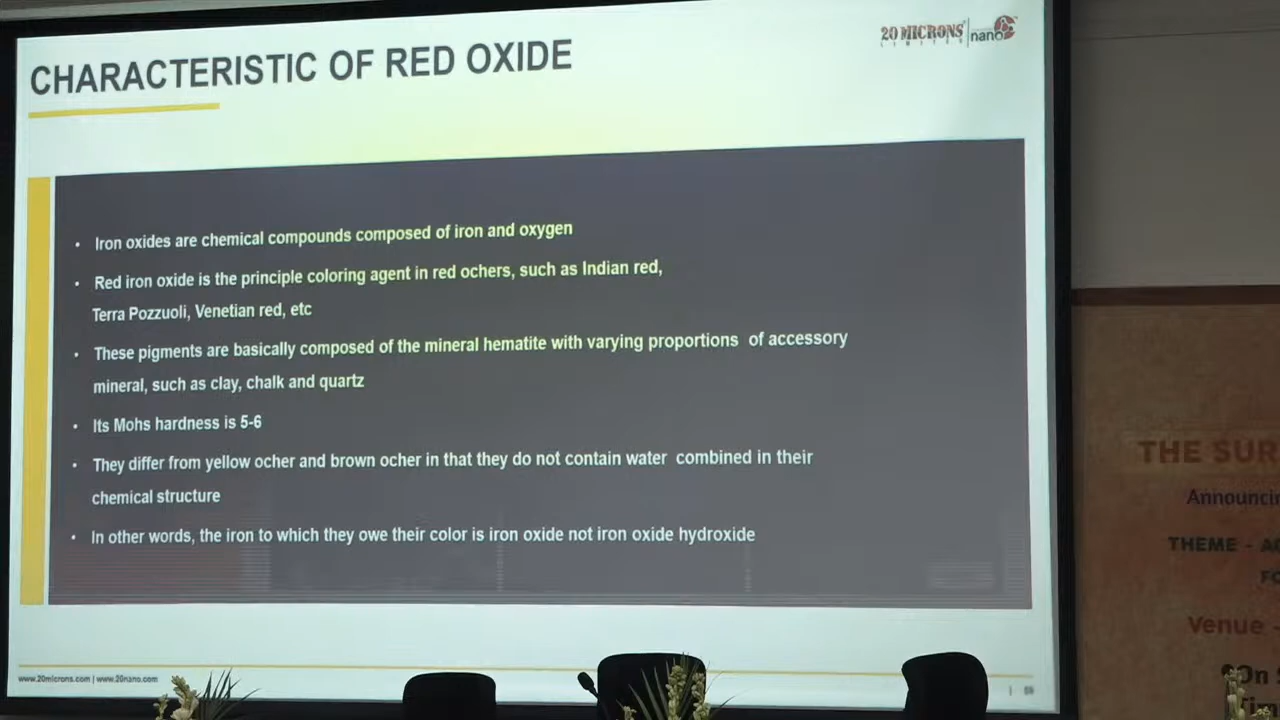 20 MICRONS
LIMITED
nano
CHARACTERISTIC OF RED OXIDE
• Iron oxides are chemical compounds composed of iron and oxygen
• Red iron oxide is the principle coloring agent in red ochers, such as Indian red,
Terra Pozzuoli, Venetian red, etc
• These pigments are basically composed of the mineral hematite with varying proportions of accessory
mineral, such as clay, chalk and quartz
• Its Mohs hardness is 5-6
• They differ from yellow ocher and brown ocher in that they do not contain water combined in their
chemical structure
• In other words, the iron to which they owe their color is iron oxide not iron oxide hydroxide
www.20microns.com | www.20nano.com
THE SUR
Announcin
THEME - A
Venue -